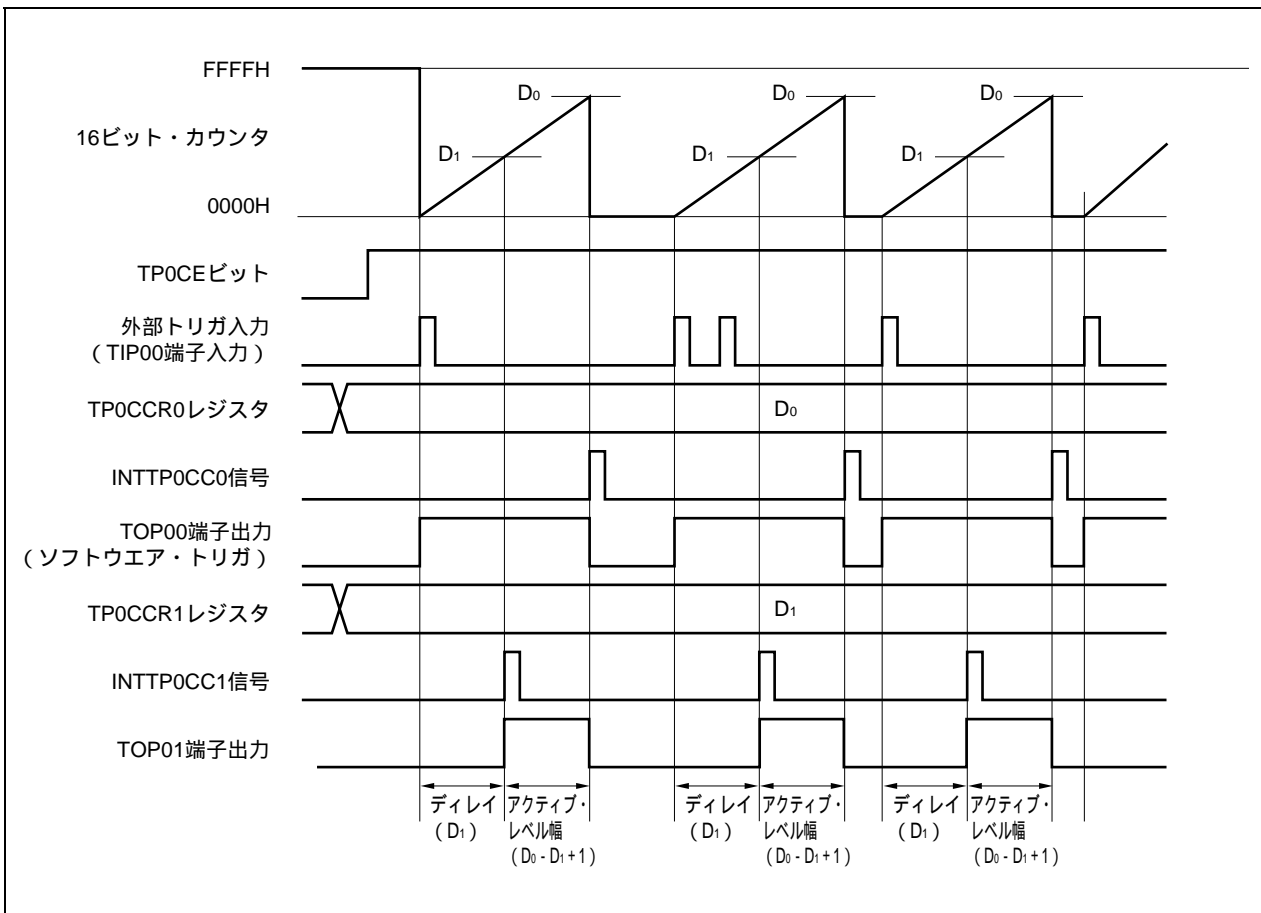 FFFFH
D₀
D₀
D₀
16ビット・カウンタ
D₁
D₁
D₁
0000H
TP0CEビット
外部トリガ入力
（TIP00端子入力）
TP0CCR0レジスタ
D₀
INTTP0CC0信号
TOP00端子出力
（ソフトウエア・トリガ）
TP0CCR1レジスタ
D₁
INTTP0CC1信号
TOP01端子出力
ディレイ
（D₁）
アクティブ・
レベル幅
（D₀ - D₁ + 1）
ディレイ
（D₁）
アクティブ・
レベル幅
（D₀ - D₁ + 1）
ディレイ
（D₁）
アクティブ・
レベル幅
（D₀ - D₁ + 1）